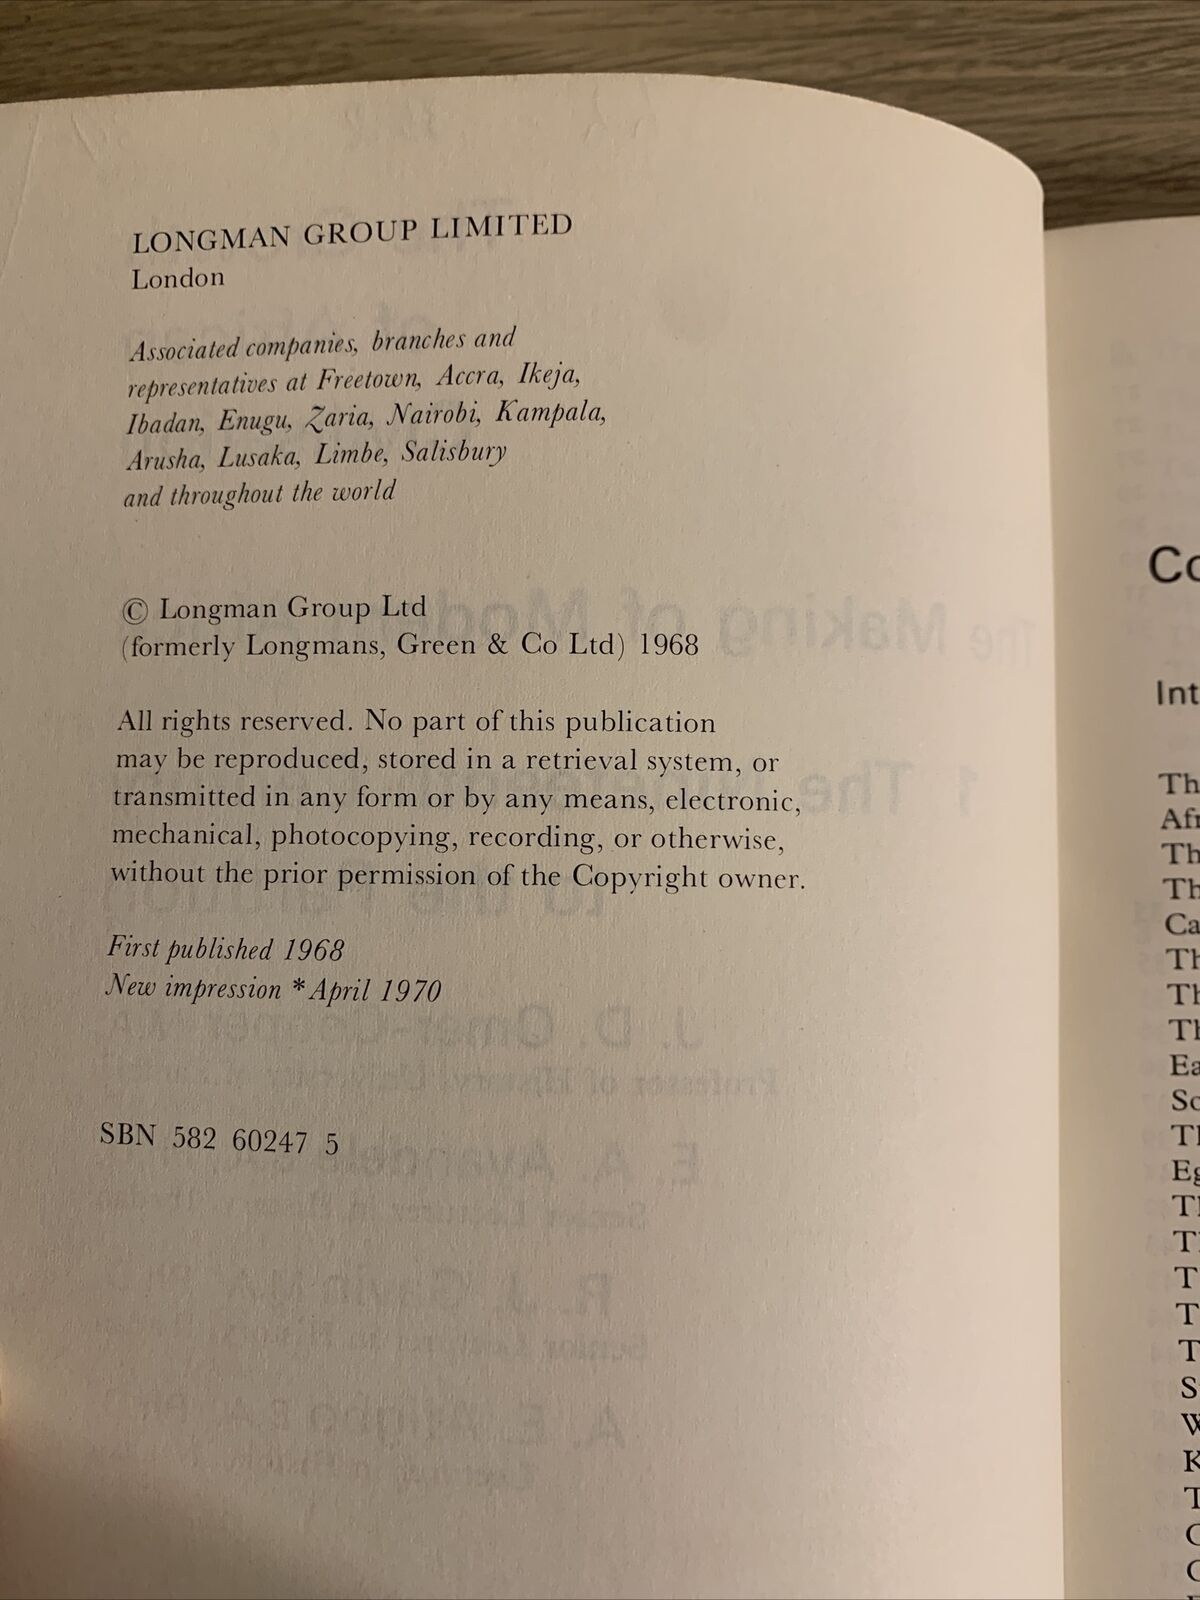 LONGMAN GROUP LIMITED
London
Associated companies, branches and
representatives at Freetown, Accra, Ikeja,
Ibadan, Enugu, Zaria, Nairobi, Kampala,
Arusha, Lusaka, Limbe, Salisbury
and throughout the world
© Longman Group Ltd
(formerly Longmans, Green & Co Ltd) 1968
All rights reserved. No part of this publication
may be reproduced, stored in a retrieval system, or
transmitted in any form or by any means, electronic,
mechanical, photocopying, recording, or otherwise,
without the prior permission of the Copyright owner.
First published 1968
New impression * April 1970
SBN 582 60247 5